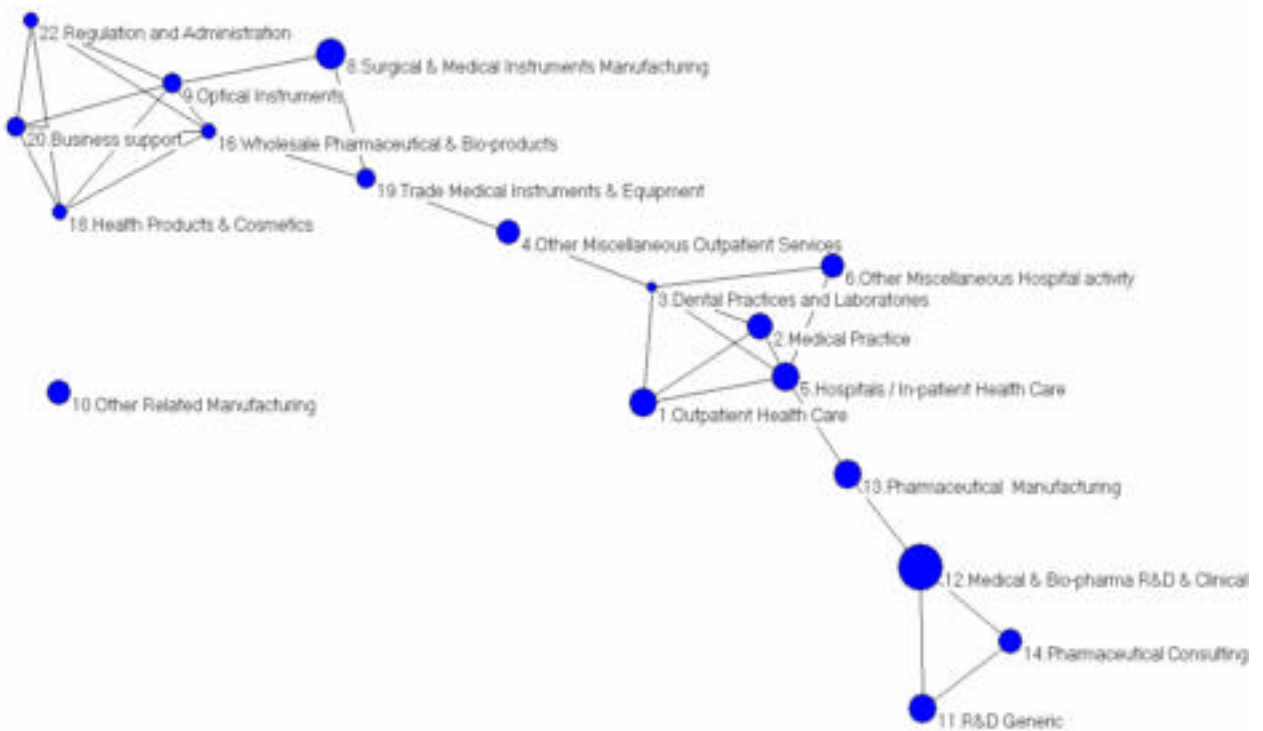 22.Regulation and Administration
8.Surgical & Medical Instruments Manufacturing
9.Optical Instruments
20.Business support
16.Wholesale Pharmaceutical & Bio-products
19.Trade Medical Instruments & Equipment
18.Health Products & Cosmetics
4.Other Miscellaneous Outpatient Services
6.Other Miscellaneous Hospital activity
3.Dental Practices and Laboratories
2.Medical Practice
5.Hospitals / In-patient Health Care
10.Other Related Manufacturing
1.Outpatient Health Care
13.Pharmaceutical Manufacturing
12.Medical & Bio-pharma R&D & Clinical
14.Pharmaceutical Consulting
11.R&D Generic